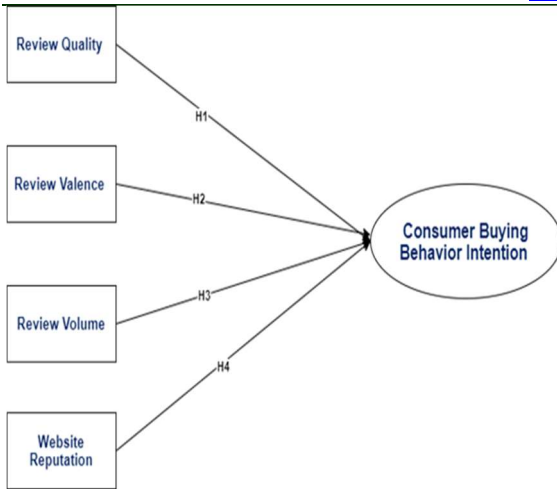 Review Quality
H1
Review Valence
H2
Consumer Buying
Behavior Intention
Review Volume
H3
H4
Website
Reputation